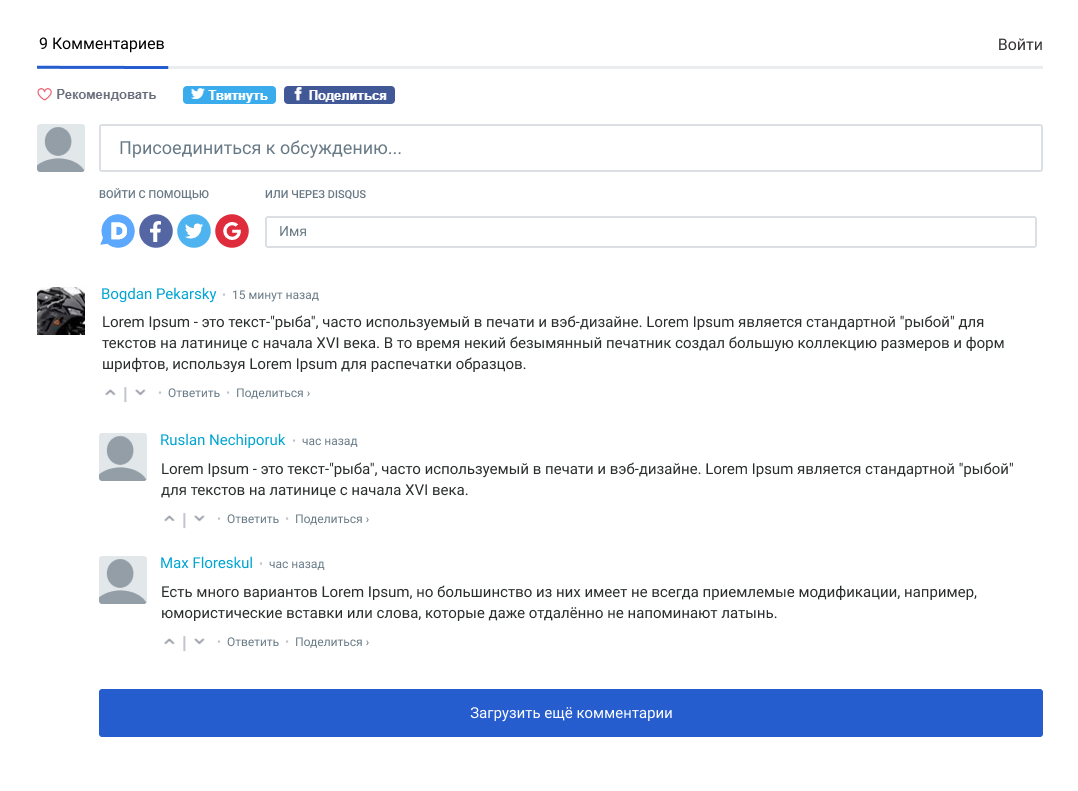 9 Комментариев
Войти
Рекомендовать
Твитнуть
Поделиться
Присоединиться к обсуждению...
ВОЙТИ С ПОМОЩЬЮ
ИЛИ ЧЕРЕЗ DISQUS
D f G
Имя
Bogdan Pekarsky • 15 минут назад
Lorem Ipsum - это текст-"рыба", часто используемый в печати и вэб-дизайне. Lorem Ipsum является стандартной "рыбой" для
текстов на латинице с начала XVI века. В то время некий безымянный печатник создал большую коллекцию размеров и форм
шрифтов, используя Lorem Ipsum для распечатки образцов.
• Ответить • Поделиться ›
Ruslan Nechiporuk • час назад
Lorem Ipsum - это текст-"рыба", часто используемый в печати и вэб-дизайне. Lorem Ipsum является стандартной "рыбой"
для текстов на латинице с начала XVI века.
• Ответить • Поделиться ›
Max Floreskul • час назад
Есть много вариантов Lorem Ipsum, но большинство из них имеет не всегда приемлемые модификации, например,
юмористические вставки или слова, которые даже отдалённо не напоминают латынь.
• Ответить • Поделиться ›
Загрузить ещё комментарии